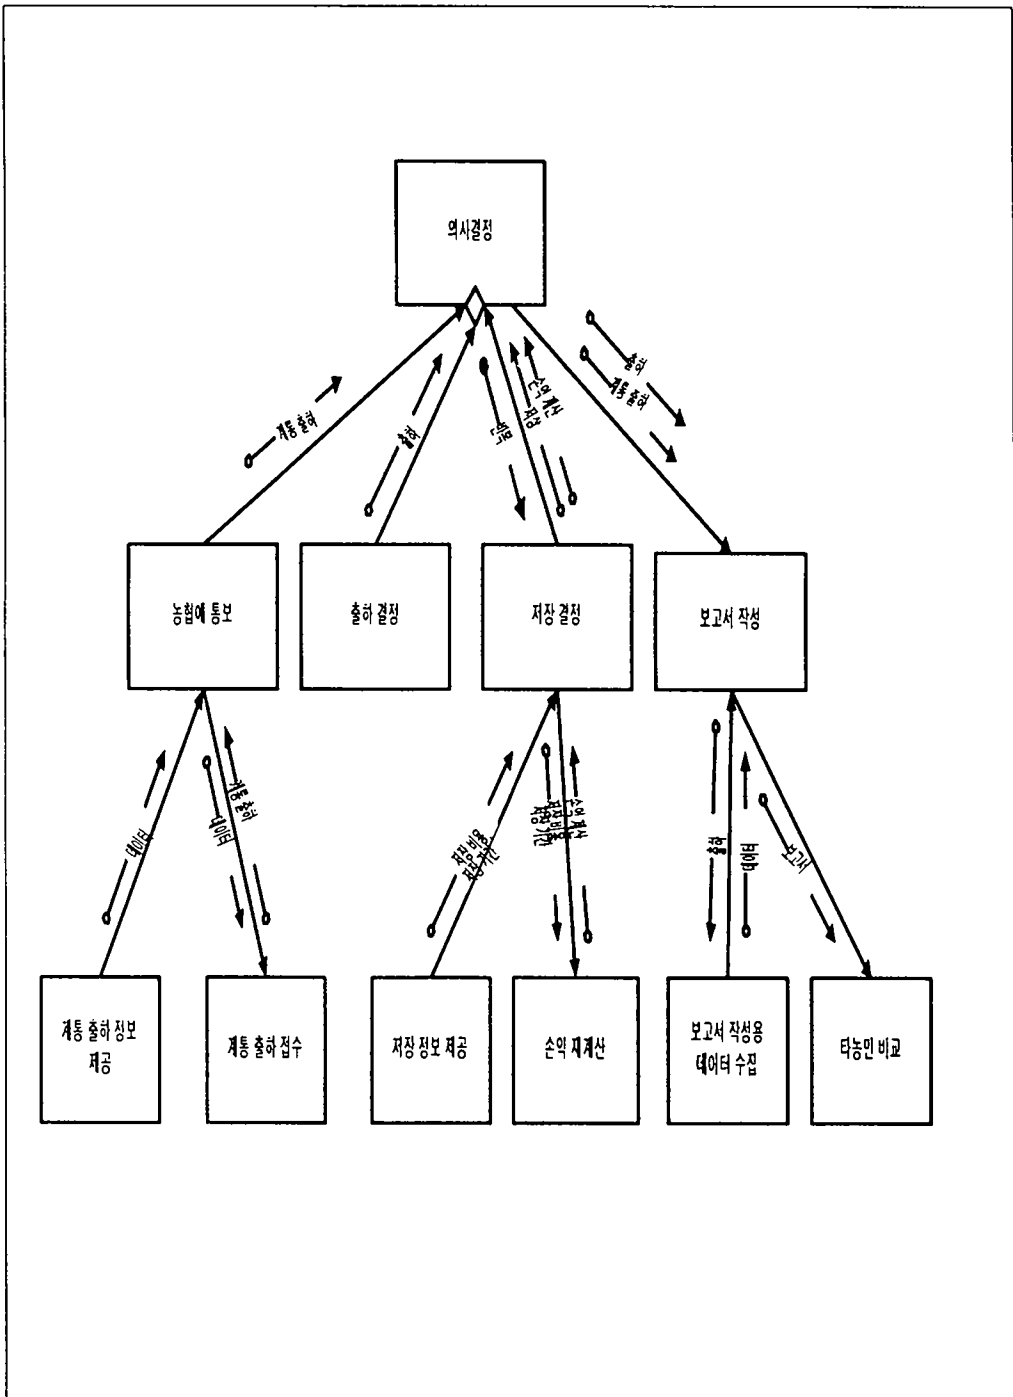 의사결정
출하
계통 출하
계통 출하
출하
손익 계산
저장
농협에 통보
출하 결정
저장 결정
보고서 작성
데이터
계통 출하
데이터
저장 비용
저장 기간
출하
데이터
보고서
계통 출하 정보
제공
계통 출하 접수
저장 정보 제공
손익 재계산
보고서 작성용
데이터 수집
타농민 비교